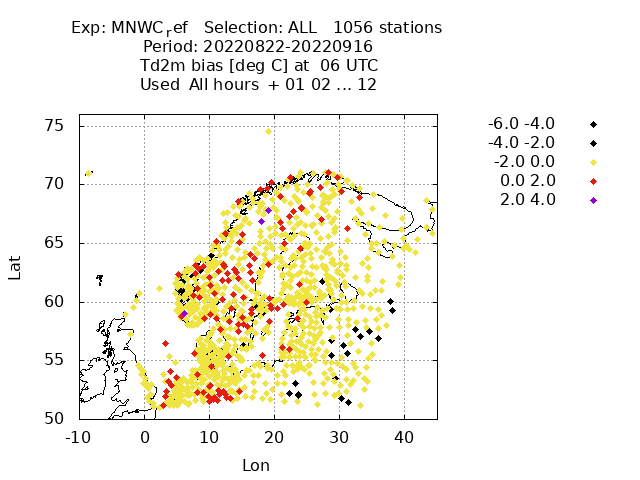 Exp: MNWC_ref   Selection: ALL   1056 stations
Period: 20220822-20220916
Td2m bias [deg C] at  06 UTC
Used  All hours  + 01 02 ... 12
-6.0 -4.0
-4.0 -2.0
-2.0 0.0
0.0 2.0
2.0 4.0
75
70
65
60
55
50
Lat
-10 0 10 20 30 40
Lon